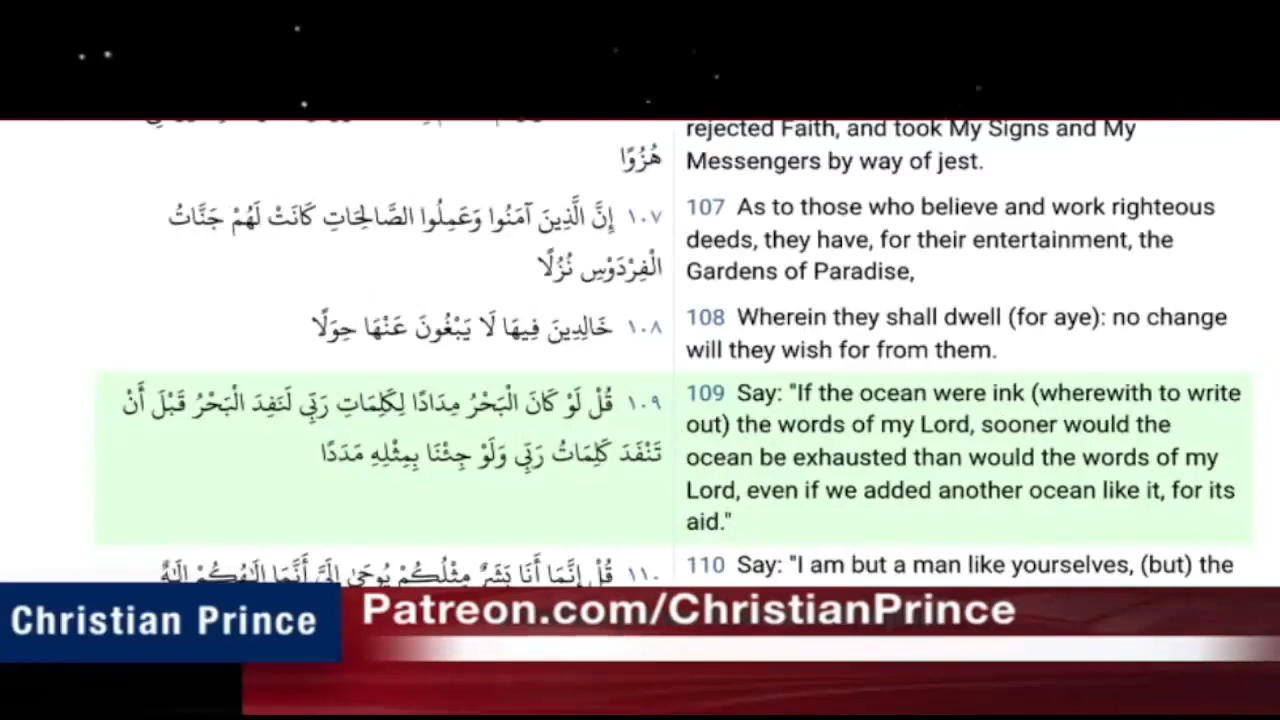 هُزُوًا
١٠٧ إِنَّ الَّذِينَ آمَنُوا وَعَمِلُوا الصَّالِحَاتِ كَانَتْ لَهُمْ جَنَّاتُ
الْفِرْدَوْسِ نُزُلًا
١٠٨ خَالِدِينَ فِيهَا لَا يَبْغُونَ عَنْهَا حِوَلًا
١٠٩ قُلْ لَوْ كَانَ الْبَحْرُ مِدَادًا لِكَلِمَاتِ رَبِّي لَنَفِدَ الْبَحْرُ قَبْلَ أَنْ
تَنْفَدَ كَلِمَاتُ رَبِّي وَلَوْ جِئْنَا بِمِثْلِهِ مَدَدًا
١١٠ قُلْ إِنَّمَا أَنَا بَشَرٌ مِثْلُكُمْ يُوحَىٰ إِلَيَّ أَنَّمَا إِلَٰهُكُمْ إِلَٰهٌ
rejected Faith, and took My Signs and My
Messengers by way of jest.
107 As to those who believe and work righteous
deeds, they have, for their entertainment, the
Gardens of Paradise,
108 Wherein they shall dwell (for aye): no change
will they wish for from them.
109 Say: "If the ocean were ink (wherewith to write
out) the words of my Lord, sooner would the
ocean be exhausted than would the words of my
Lord, even if we added another ocean like it, for its
aid."
110 Say: "I am but a man like yourselves, (but) the
Christian Prince
Patreon.com/ChristianPrince